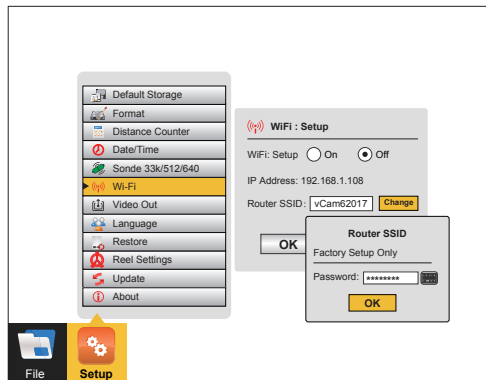 Default Storage
Format
Distance Counter
Date/Time
Sonde 33k/512/640
Wi-Fi
Video Out
Language
Restore
Reel Settings
Update
About
WiFi : Setup
WiFi: Setup On Off
IP Address: 192.168.1.108
Router SSID: vCam62017 Change
OK
Router SSID
Factory Setup Only
Password: ********
OK
File Setup